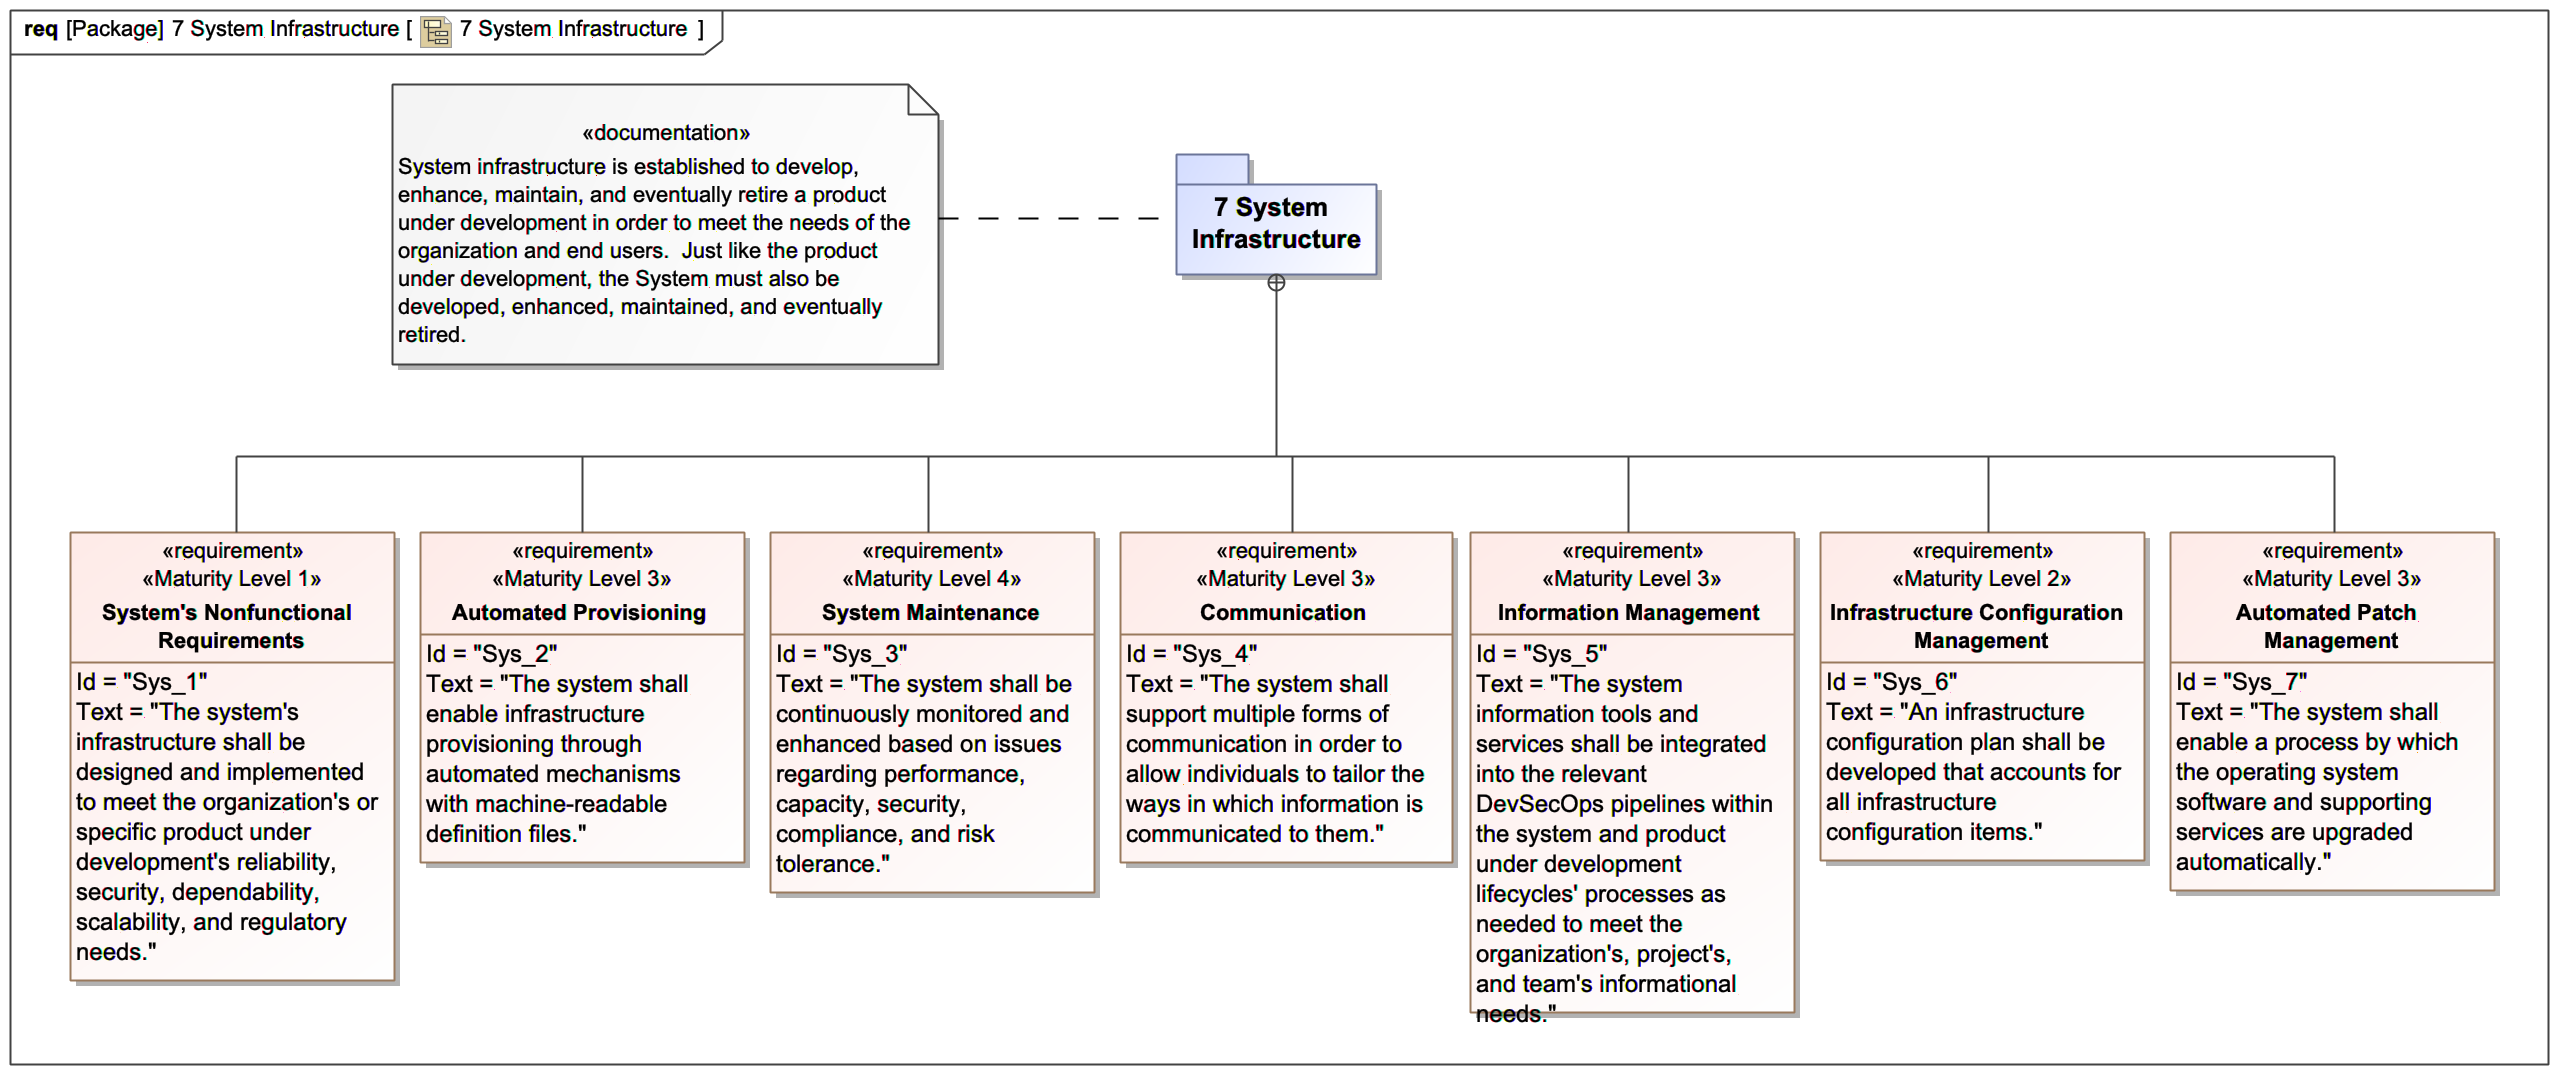 req [Package] 7 System Infrastructure [ 7 System Infrastructure ]
«documentation»
System infrastructure is established to develop,
enhance, maintain, and eventually retire a product
under development in order to meet the needs of the
organization and end users.  Just like the product
under development, the System must also be
developed, enhanced, maintained, and eventually
retired.
7 System
Infrastructure
«requirement»
«Maturity Level 1»
System's Nonfunctional
Requirements
Id = "Sys_1"
Text = "The system's
infrastructure shall be
designed and implemented
to meet the organization's or
specific product under
development's reliability,
security, dependability,
scalability, and regulatory
needs."
«requirement»
«Maturity Level 3»
Automated Provisioning
Id = "Sys_2"
Text = "The system shall
enable infrastructure
provisioning through
automated mechanisms
with machine-readable
definition files."
«requirement»
«Maturity Level 4»
System Maintenance
Id = "Sys_3"
Text = "The system shall be
continuously monitored and
enhanced based on issues
regarding performance,
capacity, security,
compliance, and risk
tolerance."
«requirement»
«Maturity Level 3»
Communication
Id = "Sys_4"
Text = "The system shall
support multiple forms of
communication in order to
allow individuals to tailor the
ways in which information is
communicated to them."
«requirement»
«Maturity Level 3»
Information Management
Id = "Sys_5"
Text = "The system
information tools and
services shall be integrated
into the relevant
DevSecOps pipelines within
the system and product
under development
lifecycles' processes as
needed to meet the
organization's, project's,
and team's informational
needs."
«requirement»
«Maturity Level 2»
Infrastructure Configuration
Management
Id = "Sys_6"
Text = "An infrastructure
configuration plan shall be
developed that accounts for
all infrastructure
configuration items."
«requirement»
«Maturity Level 3»
Automated Patch
Management
Id = "Sys_7"
Text = "The system shall
enable a process by which
the operating system
software and supporting
services are upgraded
automatically."